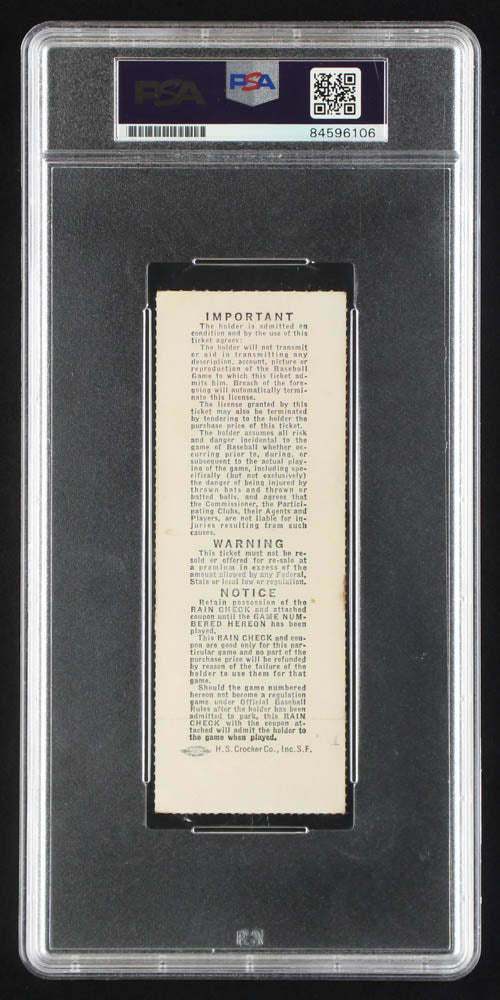 PSA
PSA
84596106
IMPORTANT
The holder is admitted on
condition and by the use of this
ticket agrees:
The holder will not transmit
or aid in transmitting any
description, account, picture or
reproduction of the Baseball
Game to which this ticket ad-
mits him. Breach of the fore-
going will automatically termi-
nate this license.
The license granted by this
ticket may also be terminated
by tendering to the holder the
purchase price of this ticket.
The holder assumes all risk
and danger incidental to the
game of Baseball whether oc-
curring prior to, during, or
subsequent to the actual play-
ing of the game, including spe-
cifically (but not exclusively)
the danger of being injured by
thrown bats and thrown or
batted balls, and agrees that
the Commissioner, the Partici-
pating Clubs, their Agents and
Players, are not liable for in-
juries resulting from such
causes.
WARNING
This ticket must not be re-
sold or offered for re-sale at
a premium in excess of the
amount allowed by any Federal,
State or local law or regulation.
NOTICE
Retain possession of the
RAIN CHECK and attached
coupon until the GAME NUM-
BERED HEREON has been
played.
This RAIN CHECK and cou-
pon are good only for this par-
ticular game and no part of the
purchase price will be refunded
by reason of the failure of the
holder to use them for that
game.
Should the game numbered
hereon not become a regulation
game under Official Baseball
Rules after the holder has been
admitted to park, this RAIN
CHECK with the coupon at-
tached will admit the holder to
the game when played.
H.S. Crocker Co., Inc. S.F.